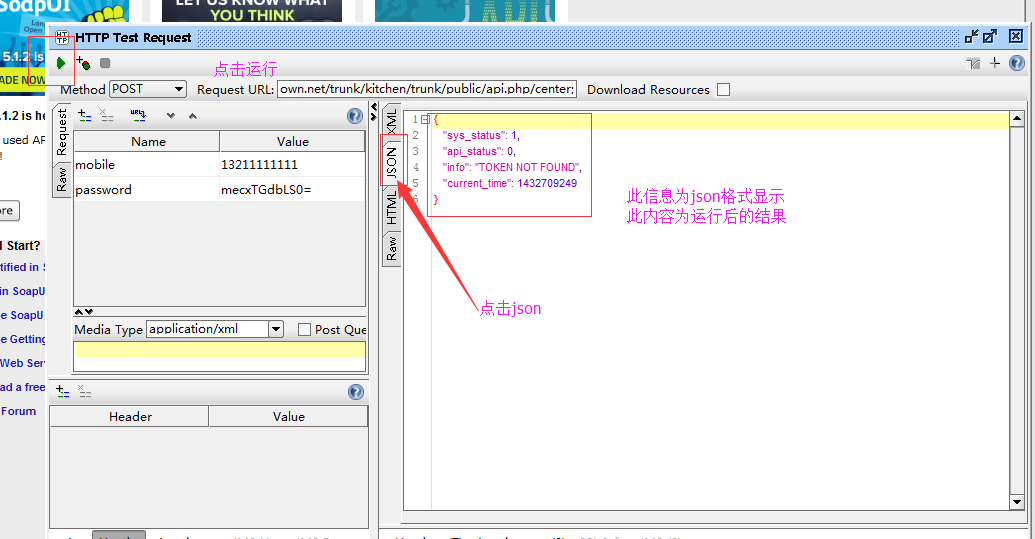 SoapUI
LET US KNOW WHAT
YOU THINK
5.1.2 is
ADE NOW
.1.2 is he
used AF
ore
l Start?
tified in S
in SoapU
e SoapU
e Getting
Web Serv
ad a free
Forum
HTTP Test Request
点击运行
Method POST Request URL: own.net/trunk/kitchen/trunk/public/api.php/center; Download Resources
Request
Raw
Name Value
mobile 13211111111
password mecxTGdbLS0=
Media Type application/xml Post Que
Header Value
XML
JSON
HTML
Raw
1 {
2 "sys_status": 1,
3 "api_status": 0,
4 "info": "TOKEN NOT FOUND",
5 "current_time": 1432709249
6 }
此信息为json格式显示
此内容为运行后的结果
点击json